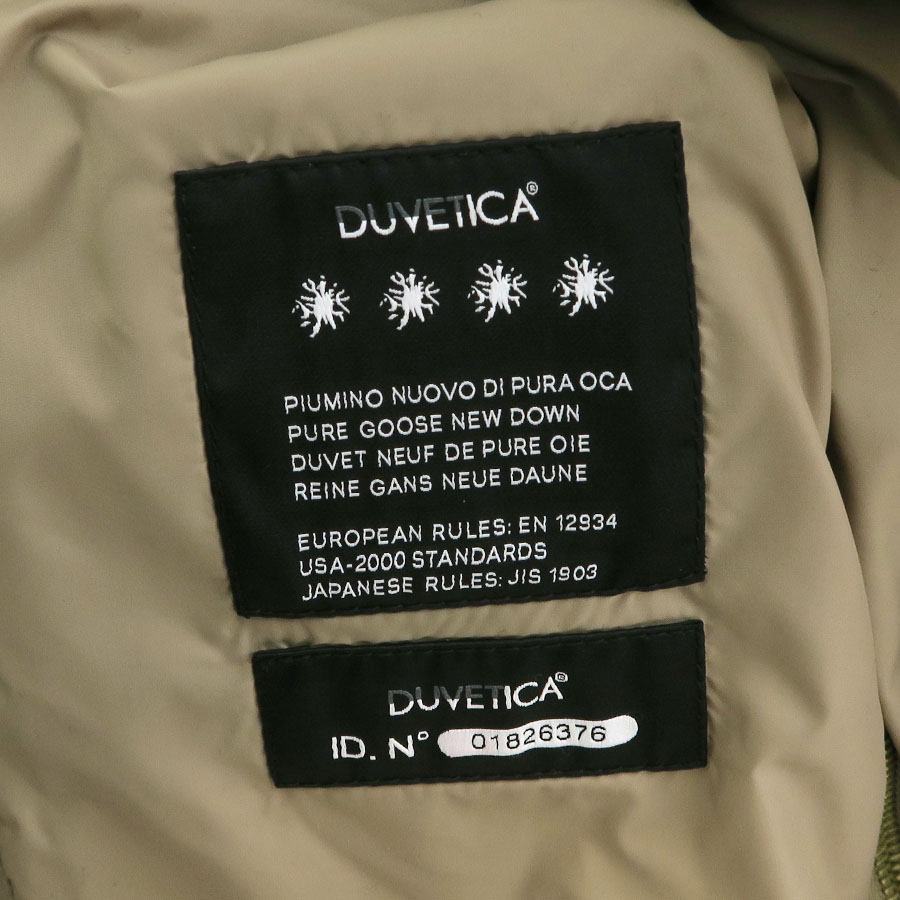 DUVETICA®
PIUMINO NUOVO DI PURA OCA
PURE GOOSE NEW DOWN
DUVET NEUF DE PURE OIE
REINE GANS NEUE DAUNE
EUROPEAN RULES: EN 12934
USA-2000 STANDARDS
JAPANESE RULES: JIS 1903
DUVETICA®
ID. N° 01826376